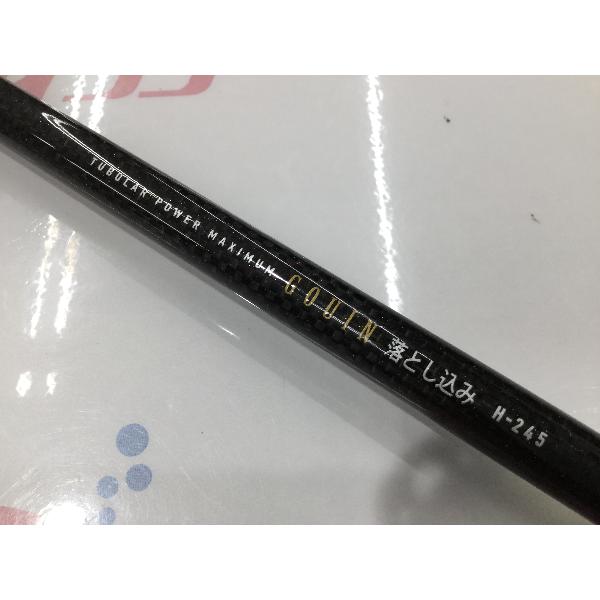 TUBULAR POWER MAXIMUM GOUIN 落とし込み H-245